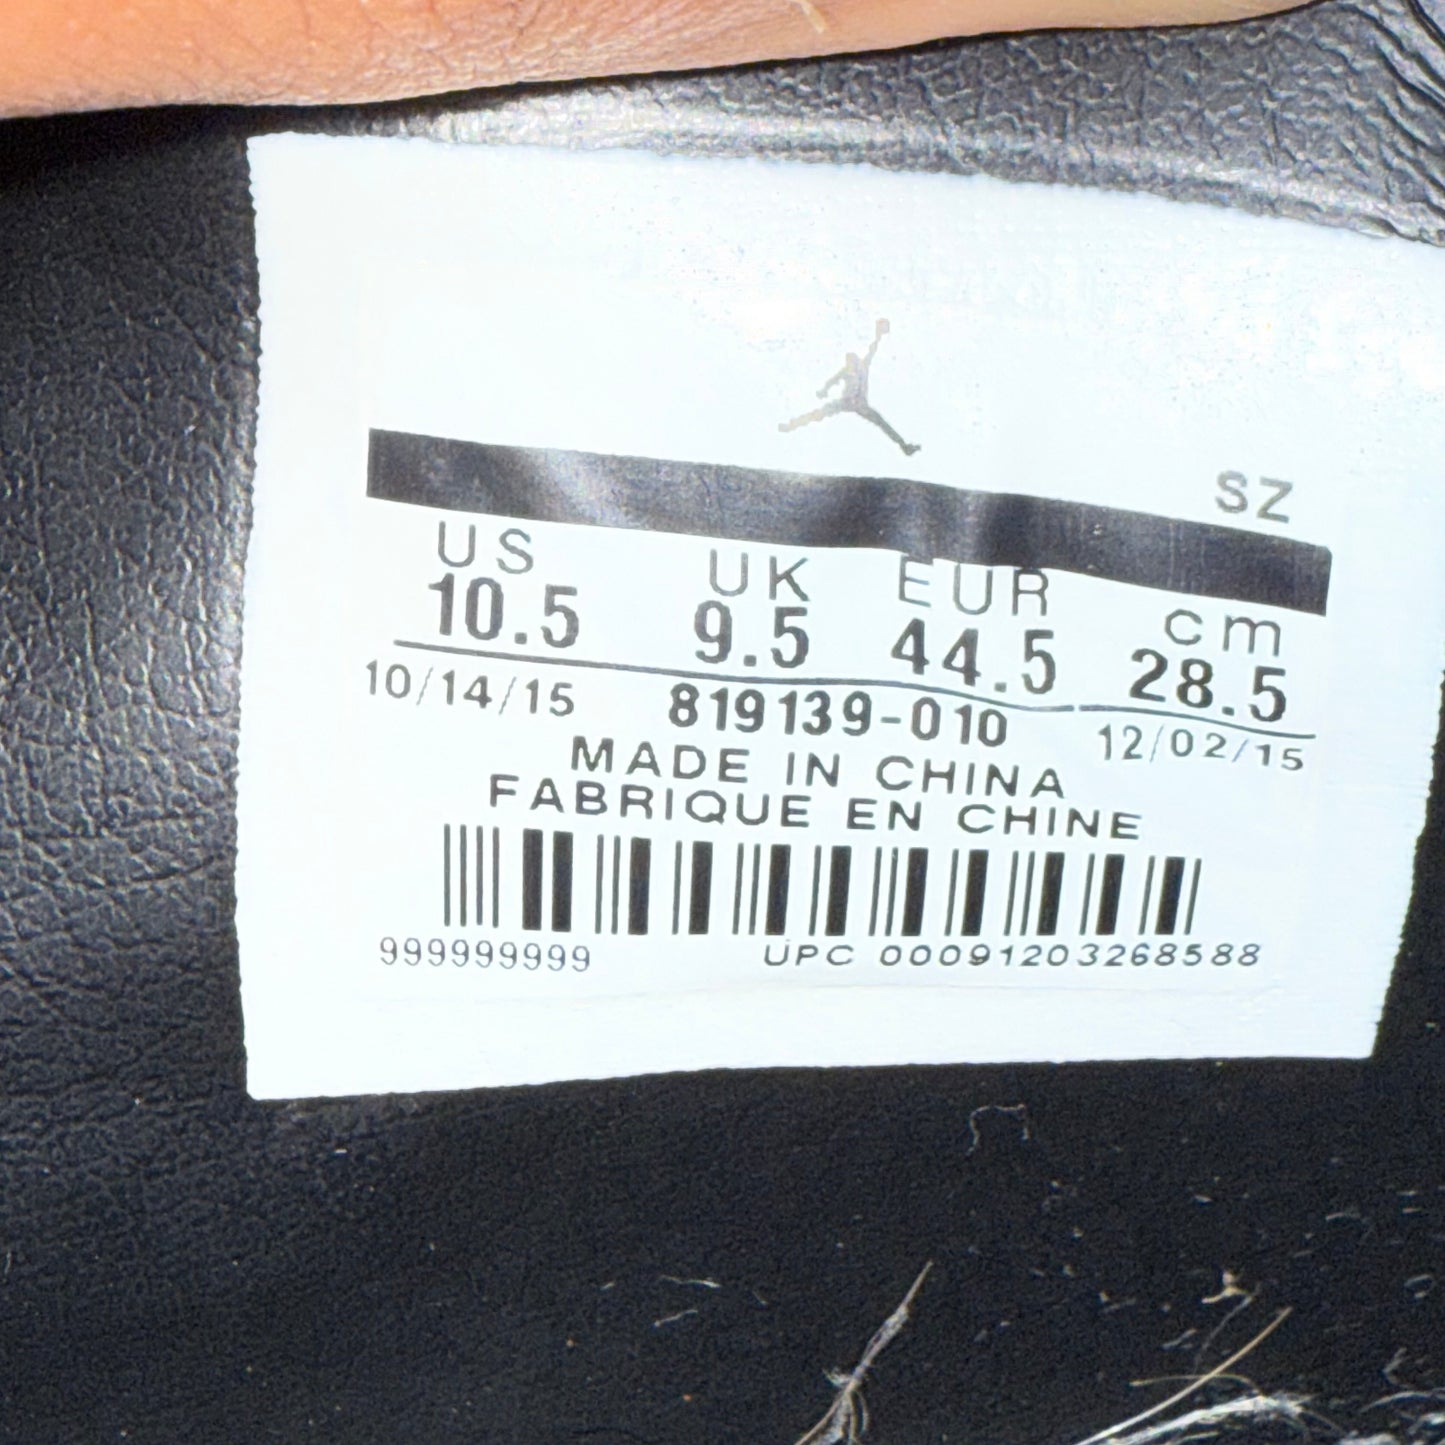 SZ
US UK EUR cm
10.5 9.5 44.5 28.5
10/14/15 819139-010 12/02/15
MADE IN CHINA
FABRIQUE EN CHINE
999999999 UPC 00091203268588